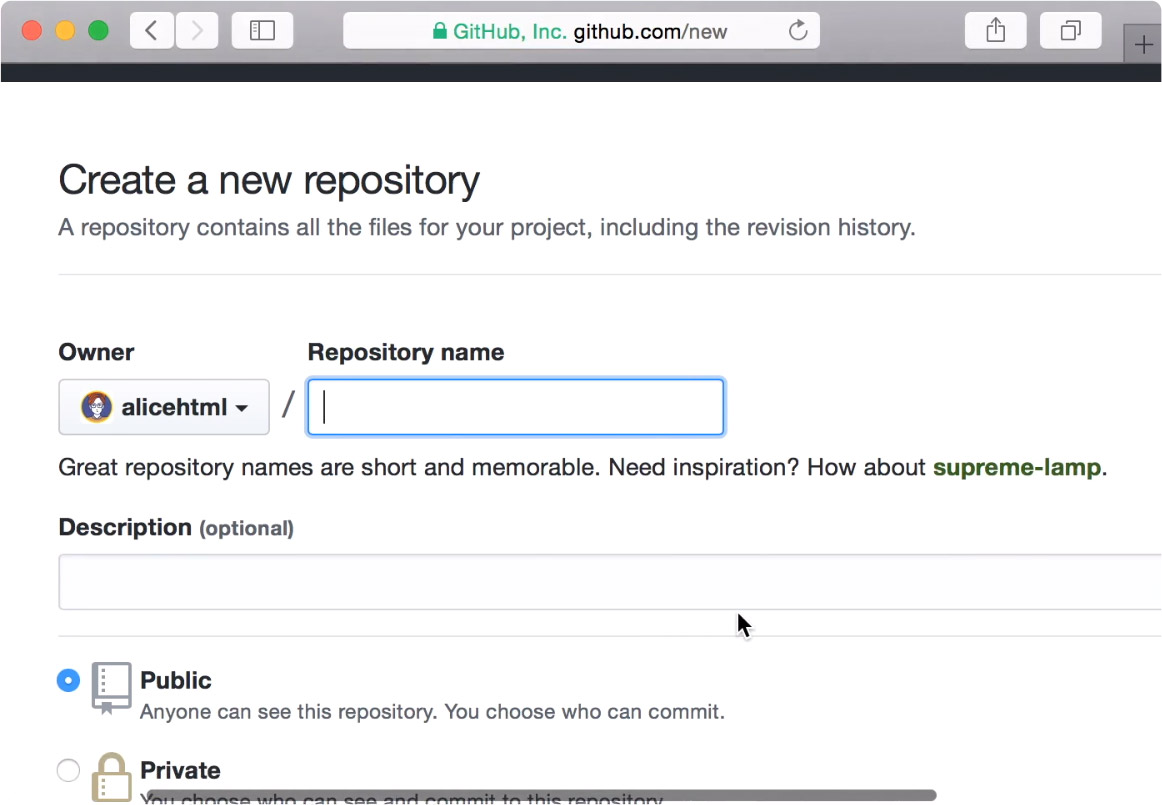 GitHub, Inc. github.com/new
Create a new repository
A repository contains all the files for your project, including the revision history.
Owner
Repository name
alicehtml /
Great repository names are short and memorable. Need inspiration? How about supreme-lamp.
Description (optional)
Public
Anyone can see this repository. You choose who can commit.
Private
You choose who can see and commit to this repository.